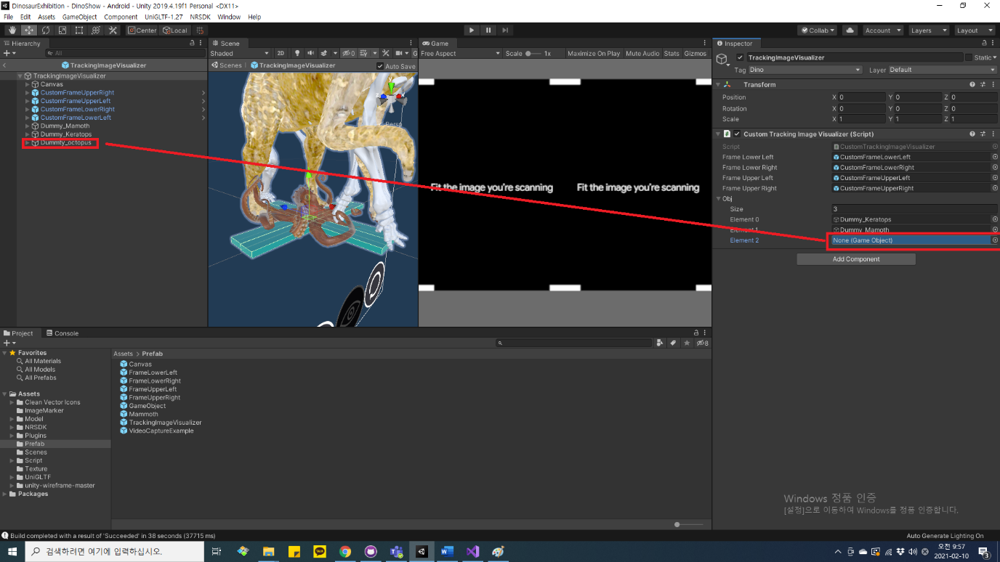 DinosaurExhibition - DinoShow - Android - Unity 2019.4.19f1 Personal <DX11>
File Edit Assets GameObject Component UniGLTF-1.27 NRSDK Window Help
Center Local Collab Account Layers Layout
Hierarchy
All
TrackingImageVisualizer
TrackingImageVisualizer
Canvas
CustomFrameUpperRight
CustomFrameUpperLeft
CustomFrameLowerRight
CustomFrameLowerLeft
Dummy_Mamoth
Dummy_Keratops
Dummty_octopus
Scene
Shaded 2D 0
Scenes TrackingImageVisualizer Auto Save
y
x
Persp
Game
Free Aspect Scale 1x Maximize On Play Mute Audio Stats Gizmos
Fit the image you're scanning Fit the image you're scanning
Inspector
TrackingImageVisualizer Static
Tag Dino Layer Default
Transform
Position X 0 Y 0 Z 0
Rotation X 0 Y 0 Z 0
Scale X 1 Y 1 Z 1
Custom Tracking Image Visualizer (Script)
Script CustomTrackingImageVisualizer
Frame Lower Left CustomFrameLowerLeft
Frame Lower Right CustomFrameLowerRight
Frame Upper Left CustomFrameUpperLeft
Frame Upper Right CustomFrameUpperRight
Obj
Size 3
Element 0 Dummy_Keratops
Element 1 Dummy_Mamoth
Element 2 None (Game Object)
Add Component
Project Console
8
Favorites
All Materials
All Models
All Prefabs
Assets
Clean Vector Icons
ImageMarker
Model
NRSDK
Plugins
Prefab
Scenes
Script
Texture
UniGLTF
unity-wireframe-master
Packages
Assets > Prefab
Canvas
FrameLowerLeft
FrameLowerRight
FrameUpperLeft
FrameUpperRight
GameObject
Mammoth
TrackingImageVisualizer
VideoCaptureExample
Windows 정품 인증
[설정]으로 이동하여 Windows를 정품 인증합니다.
Build completed with a result of 'Succeeded' in 38 seconds (37715 ms)
Auto Generate Lighting On
검색하려면 여기에 입력하십시오.
TALK
오전 9:57
2021-02-10
3